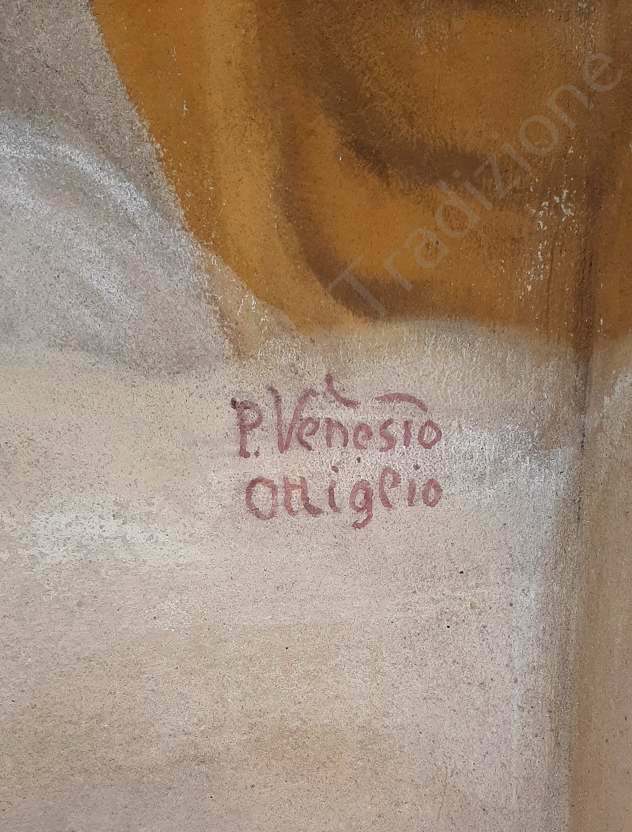 Tradizione
P. Venesio
Ottiglio